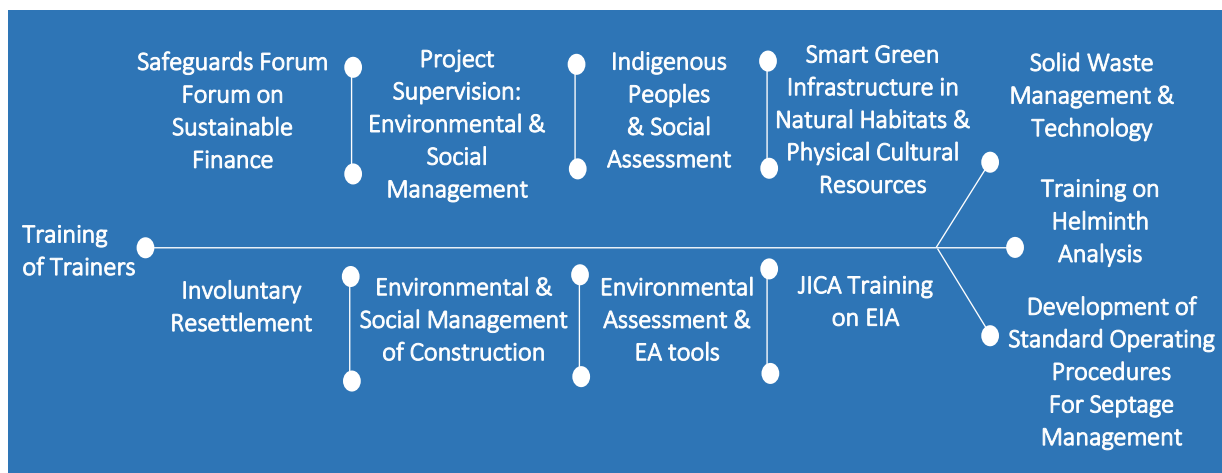 Safeguards Forum
Forum on
Sustainable
Finance
Project
Supervision:
Environmental &
Social
Management
Indigenous
Peoples
& Social
Assessment
Smart Green
Infrastructure in
Natural Habitats &
Physical Cultural
Resources
Solid Waste
Management &
Technology
Training
of Trainers
Training on
Helminth
Analysis
Involuntary
Resettlement
Environmental &
Social Management
of Construction
Environmental
Assessment &
EA tools
JICA Training
on EIA
Development of
Standard Operating
Procedures
For Septage
Management